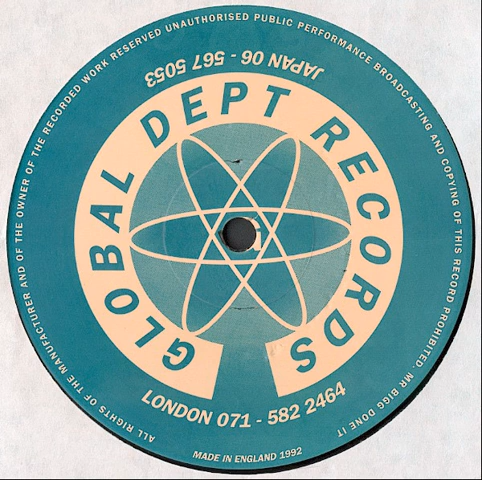 ALL RIGHTS OF THE MANUFACTURER AND OF THE OWNER OF THE RECORDED WORK RESERVED UNAUTHORISED PUBLIC PERFORMANCE BROADCASTING AND COPYING OF THIS RECORD PROHIBITED. MR BIGG DONE IT
JAPAN 06 - 567 5053
GLOBAL DEPT RECORDS
LONDON 071 - 582 2464
MADE IN ENGLAND 1992